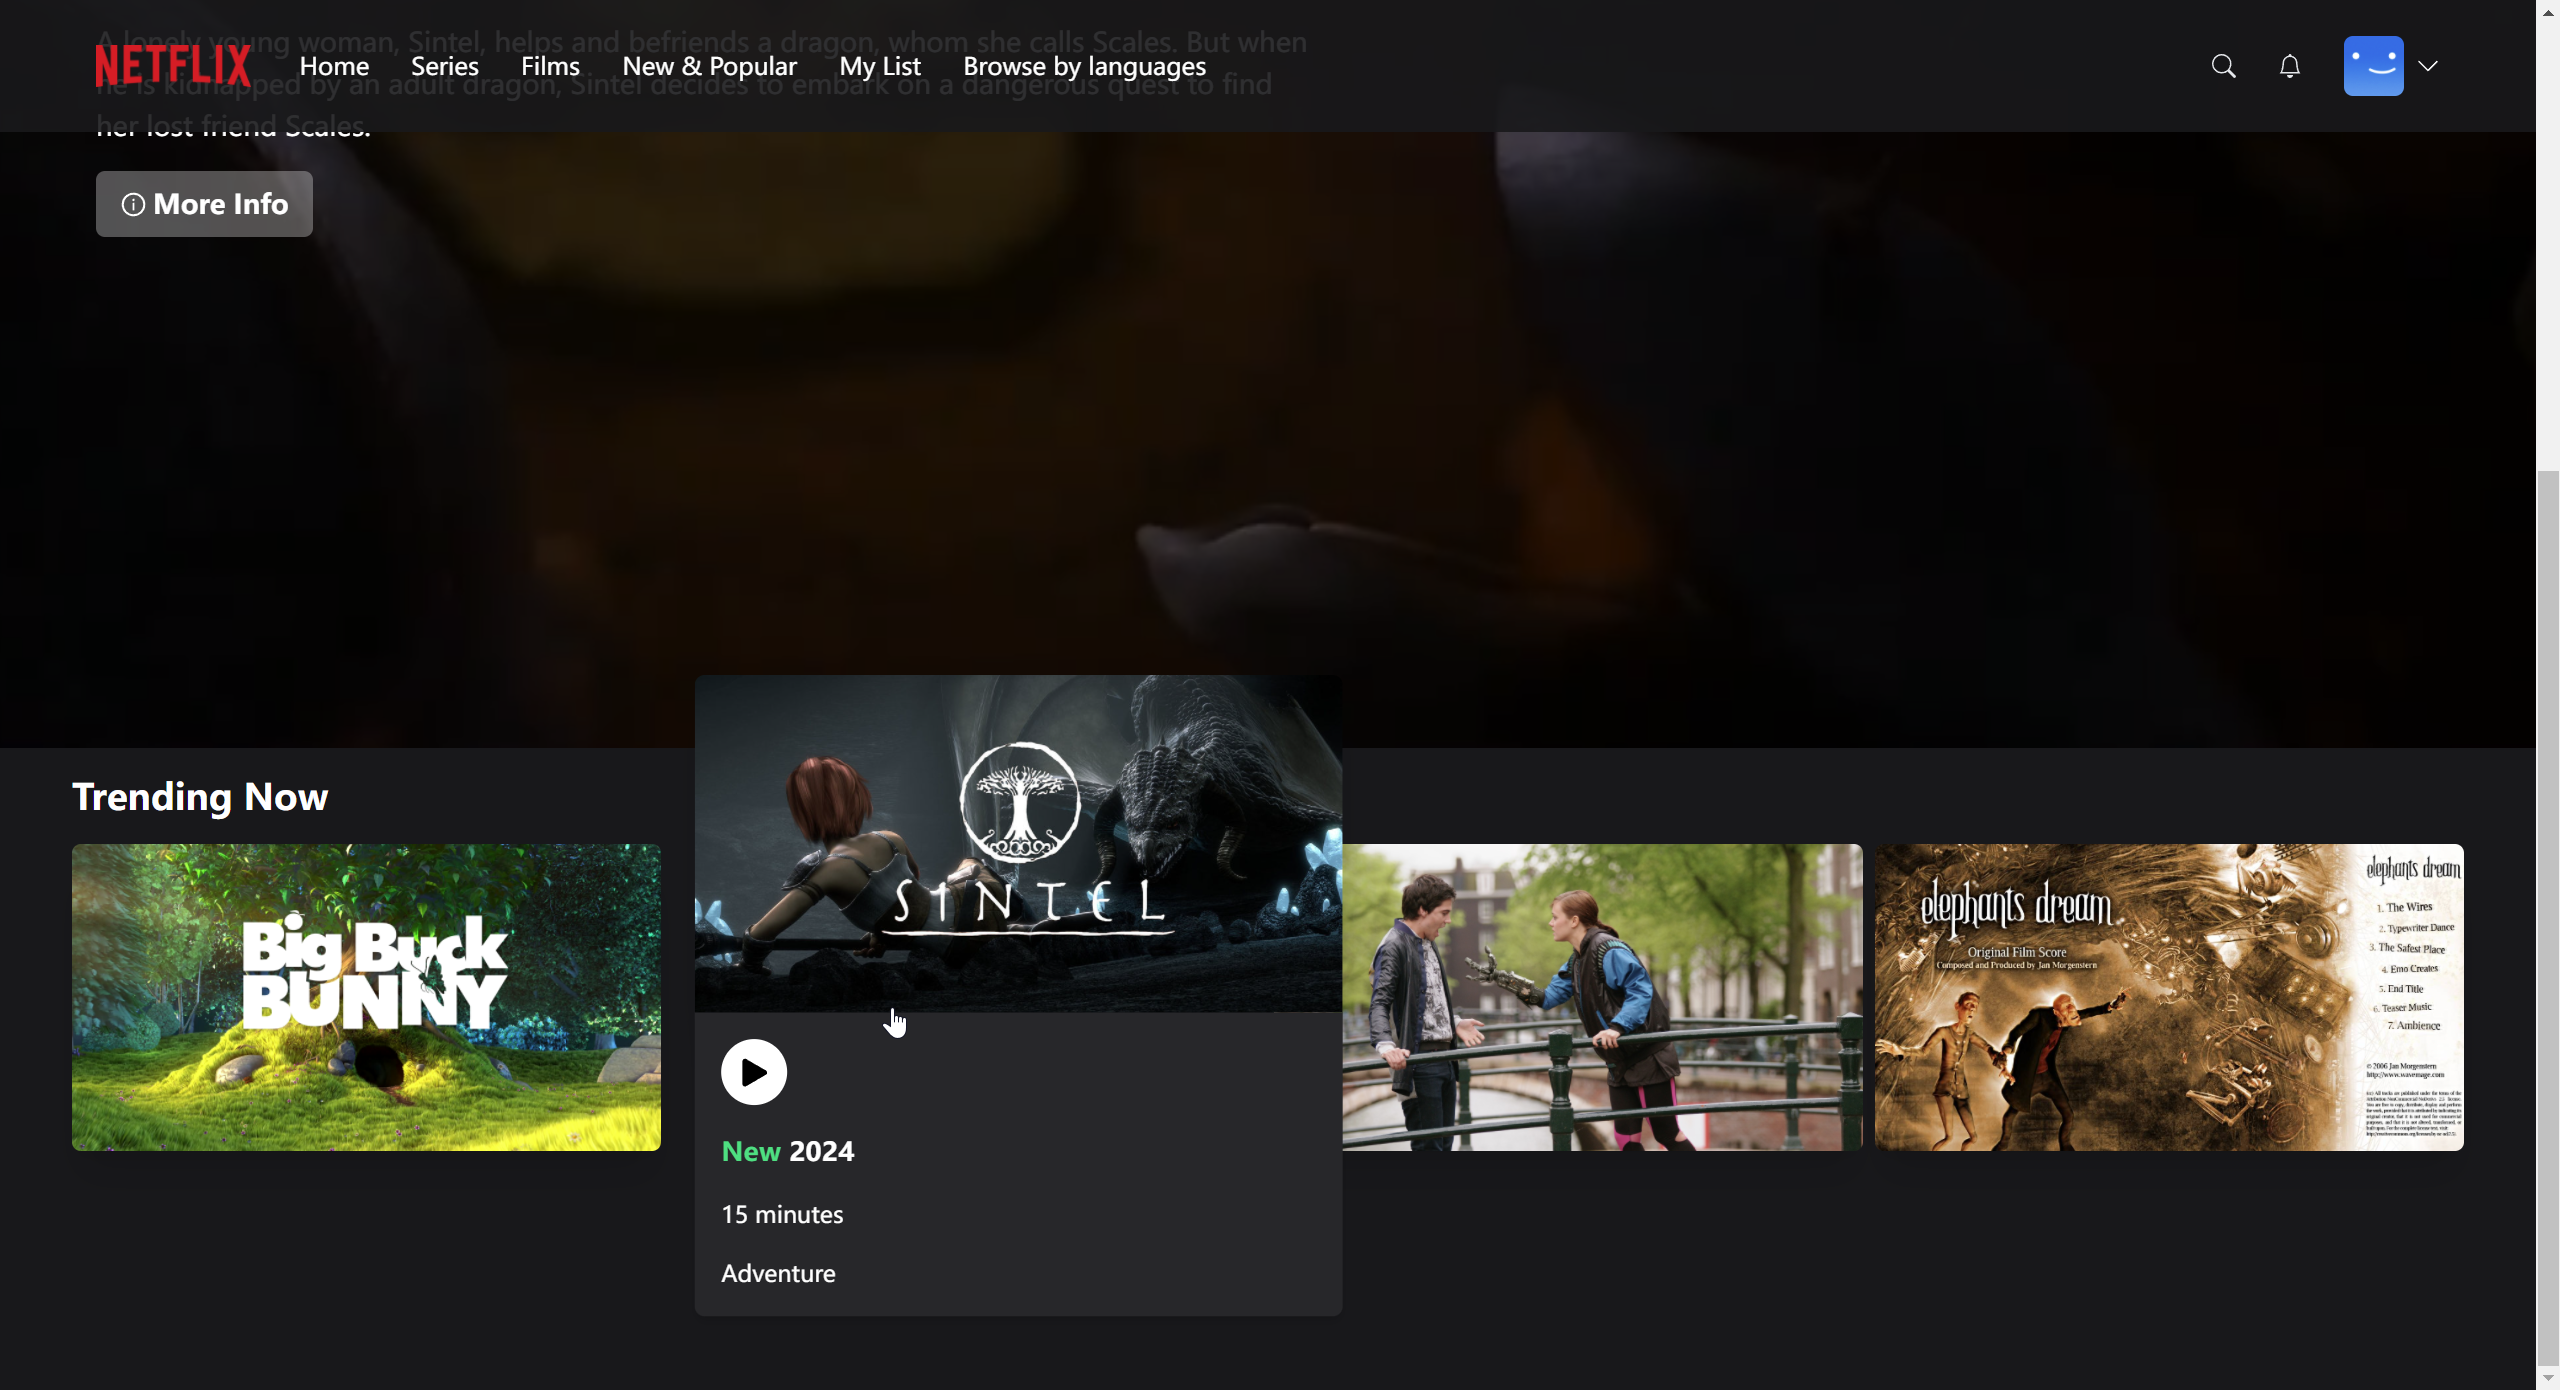 A lonely young woman, Sintel, helps and befriends a dragon, whom she calls Scales. But when
NETFLIX Home Series Films New & Popular My List Browse by languages
he is kidnapped by an adult dragon, Sintel decides to embark on a dangerous quest to find
her lost friend Scales.
More Info
Trending Now
Big Buck
BUNNY
SINTEL
New 2024
15 minutes
Adventure
elephants dream
Original Film Score
Composed and Produced by Jan Morgenstern
elephants dream
1. The Wires
2. Typewriter Dance
3. The Safest Place
4. Emo Creates
5. End Title
6. Teaser Music
7. Ambience
© 2006 Jan Morgenstern
http://www.wavemage.com